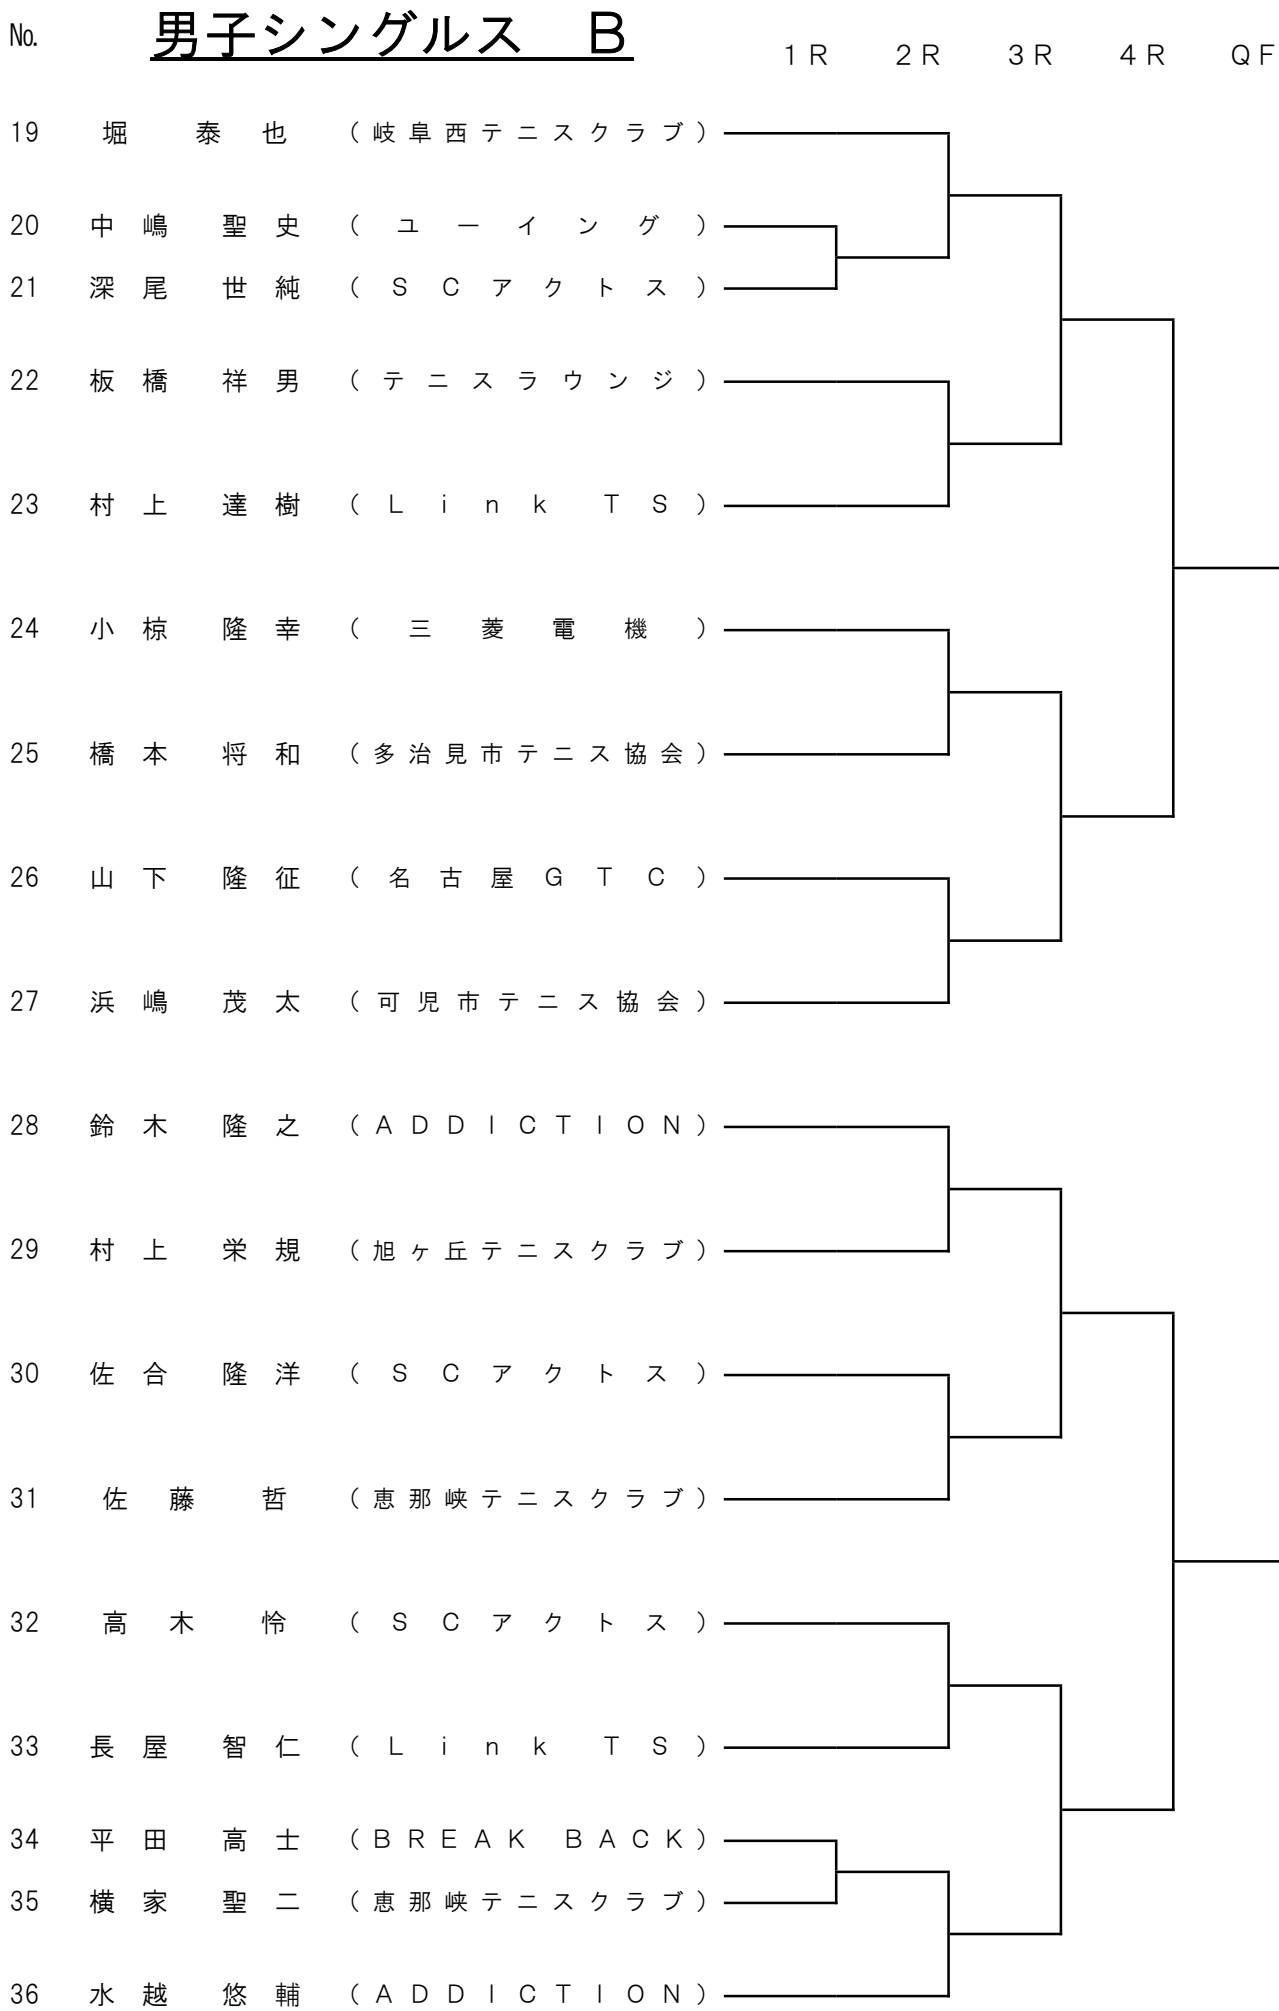 No. 男子シングルス　B 1R 2R 3R 4R QF
19 堀 泰也 (岐阜西テニスクラブ)
20 中嶋 聖史 (ユーイング)
21 深尾 世純 (SCアクトス)
22 板橋 祥男 (テニスラウンジ)
23 村上 達樹 (Link TS)
24 小椋 隆幸 (三菱電機)
25 橋本 将和 (多治見市テニス協会)
26 山下 隆征 (名古屋GTC)
27 浜嶋 茂太 (可児市テニス協会)
28 鈴木 隆之 (ADDICTION)
29 村上 栄規 (旭ヶ丘テニスクラブ)
30 佐合 隆洋 (SCアクトス)
31 佐藤 哲 (恵那峡テニスクラブ)
32 高木 怜 (SCアクトス)
33 長屋 智仁 (Link TS)
34 平田 高士 (BREAK BACK)
35 横家 聖二 (恵那峡テニスクラブ)
36 水越 悠輔 (ADDICTION)